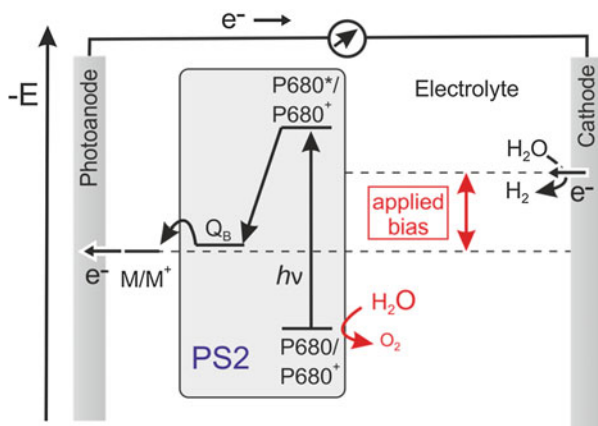 e⁻
-E
Photoanode
P680*/
P680⁺
Electrolyte
Cathode
H₂O
H₂
e⁻
applied
bias
Q_B
e⁻
M/M⁺
hν
H₂O
O₂
PS2
P680/
P680⁺